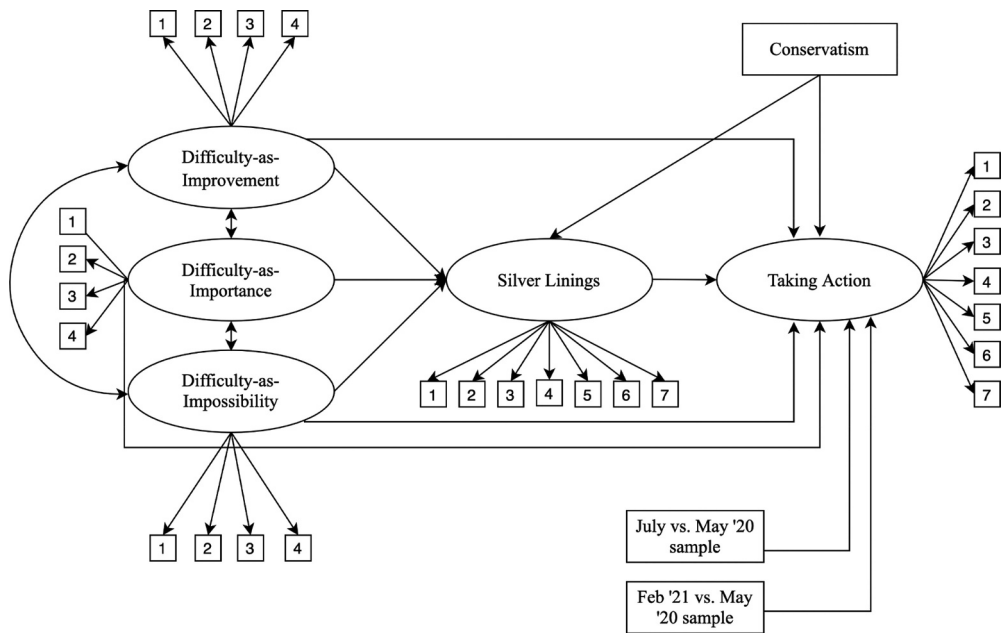 1 2 3 4
Conservatism
Difficulty-as-
Improvement
1
2
3
4
Difficulty-as-
Importance
Silver Linings
Taking Action
1
2
3
4
5
6
7
Difficulty-as-
Impossibility
1 2 3 4 5 6 7
1 2 3 4
July vs. May '20
sample
Feb '21 vs. May
'20 sample